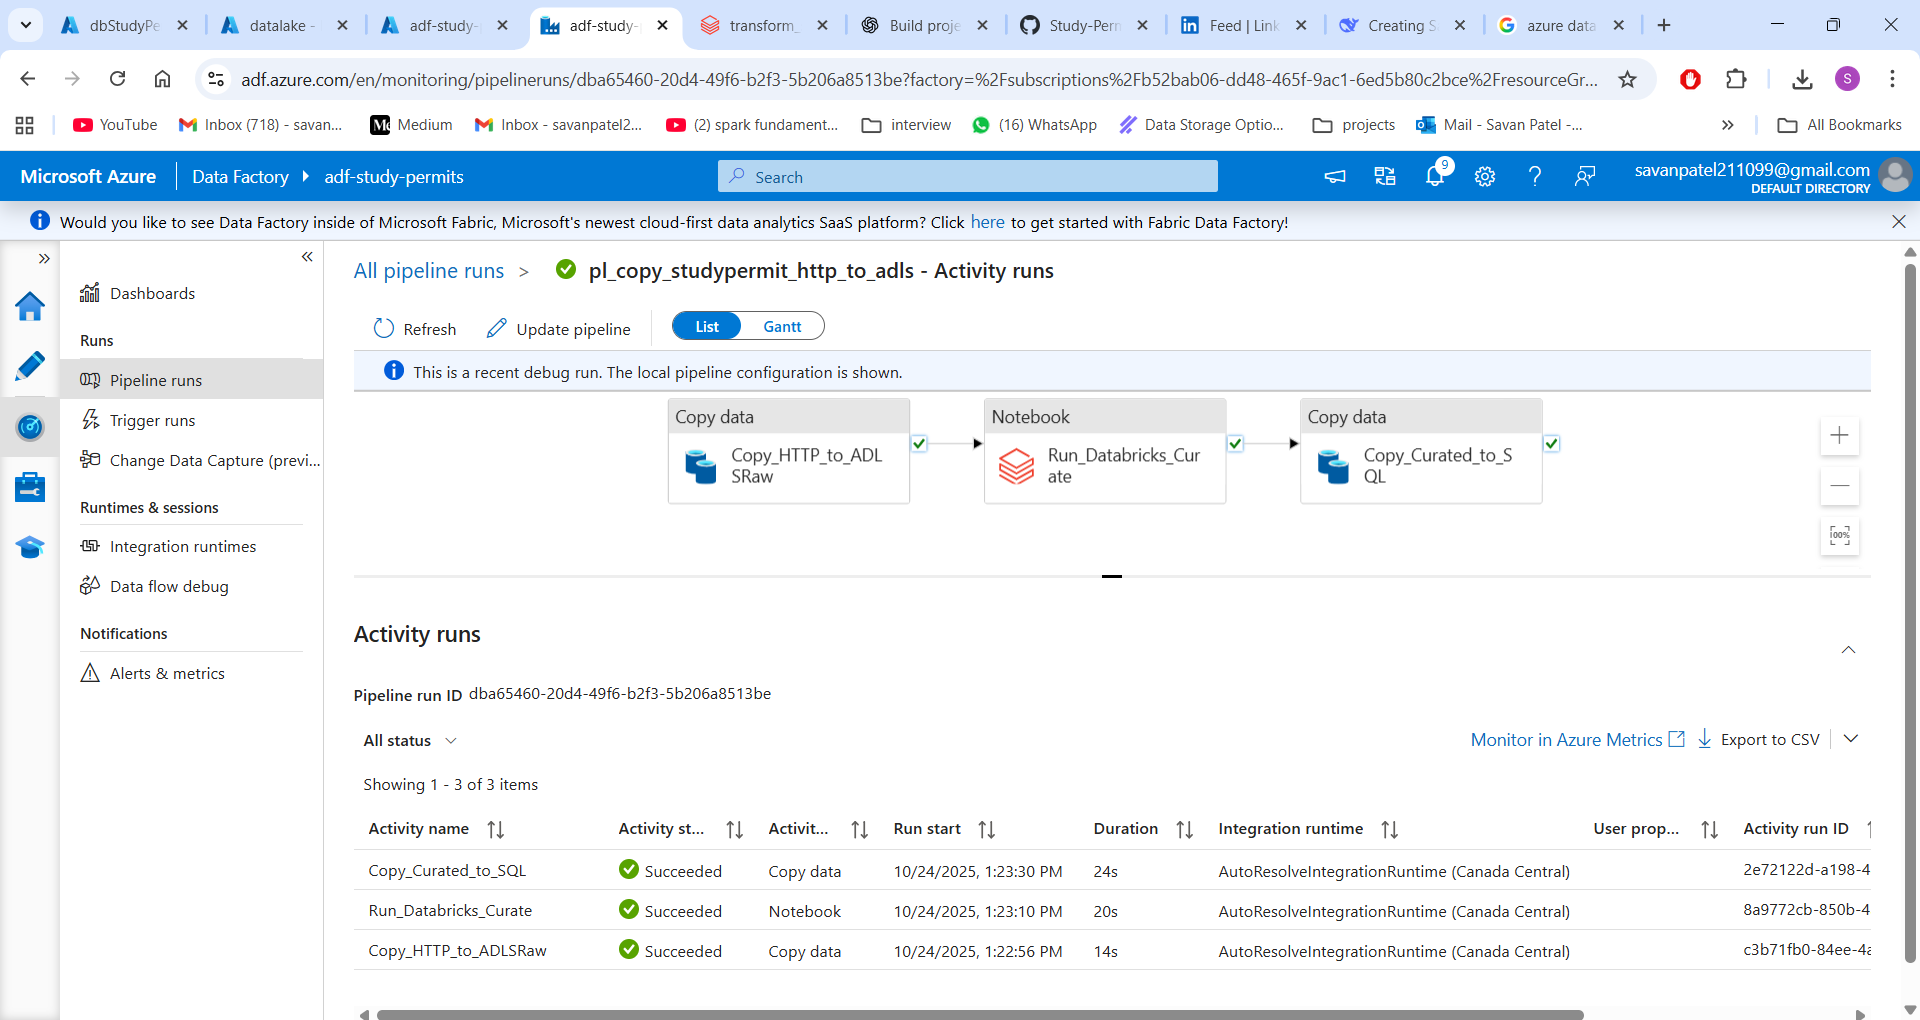 dbStudyPe
datalake -
adf-study-
adf-study-
transform_
Build proje
Study-Perm
Feed | Link
Creating S
azure data
adf.azure.com/en/monitoring/pipelineruns/dba65460-20d4-49f6-b2f3-5b206a8513be?factory=%2Fsubscriptions%2Fb52bab06-dd48-465f-9ac1-6ed5b80c2bce%2FresourceGr...
S
YouTube
Inbox (718) - savan...
Medium
Inbox - savanpatel2...
(2) spark fundament...
interview
(16) WhatsApp
Data Storage Optio...
projects
Mail - Savan Patel -...
All Bookmarks
Microsoft Azure
Data Factory
adf-study-permits
Search
9
savanpatel211099@gmail.com
DEFAULT DIRECTORY
Would you like to see Data Factory inside of Microsoft Fabric, Microsoft's newest cloud-first data analytics SaaS platform? Click here to get started with Fabric Data Factory!
Dashboards
Runs
Pipeline runs
Trigger runs
Change Data Capture (previ...
Runtimes & sessions
Integration runtimes
Data flow debug
Notifications
Alerts & metrics
All pipeline runs > pl_copy_studypermit_http_to_adls - Activity runs
Refresh
Update pipeline
List
Gantt
This is a recent debug run. The local pipeline configuration is shown.
Copy data
Copy_HTTP_to_ADL
SRaw
Notebook
Run_Databricks_Cur
ate
Copy data
Copy_Curated_to_S
QL
100%
Activity runs
Pipeline run ID dba65460-20d4-49f6-b2f3-5b206a8513be
All status
Monitor in Azure Metrics
Export to CSV
Showing 1 - 3 of 3 items
Activity name Activity st... Activit... Run start Duration Integration runtime User prop... Activity run ID
Copy_Curated_to_SQL Succeeded Copy data 10/24/2025, 1:23:30 PM 24s AutoResolveIntegrationRuntime (Canada Central) 2e72122d-a198-4
Run_Databricks_Curate Succeeded Notebook 10/24/2025, 1:23:10 PM 20s AutoResolveIntegrationRuntime (Canada Central) 8a9772cb-850b-4
Copy_HTTP_to_ADLSRaw Succeeded Copy data 10/24/2025, 1:22:56 PM 14s AutoResolveIntegrationRuntime (Canada Central) c3b71fb0-84ee-4a